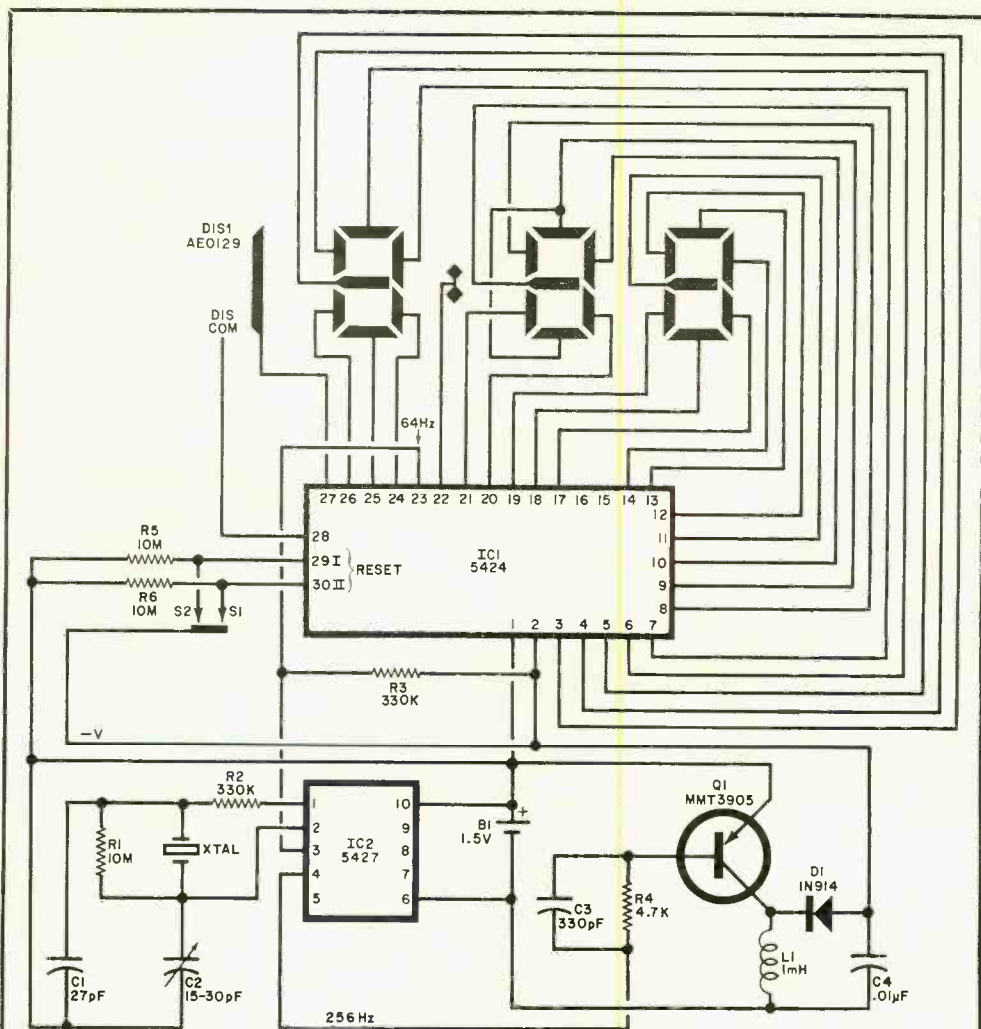 DIS1
AE0129
DIS
COM
64Hz
27 26 25 24 23 22 21 20 19 18 17 16 15 14 13
12
11
10
9
8
28
29 I
30 II
RESET
IC1
5424
1 2 3 4 5 6 7
R5
10M
R6
10M
S2 S1
R3
330K
-V
R2
330K
R1
10M
XTAL
1
2
3
4
5
IC2
5427
10
9
8
7
6
+
B1
1.5V
Q1
MMT3905
D1
1N914
C3
330pF
R4
4.7K
L1
1mH
C4
.01µF
C1
27pF
C2
15-30pF
256Hz